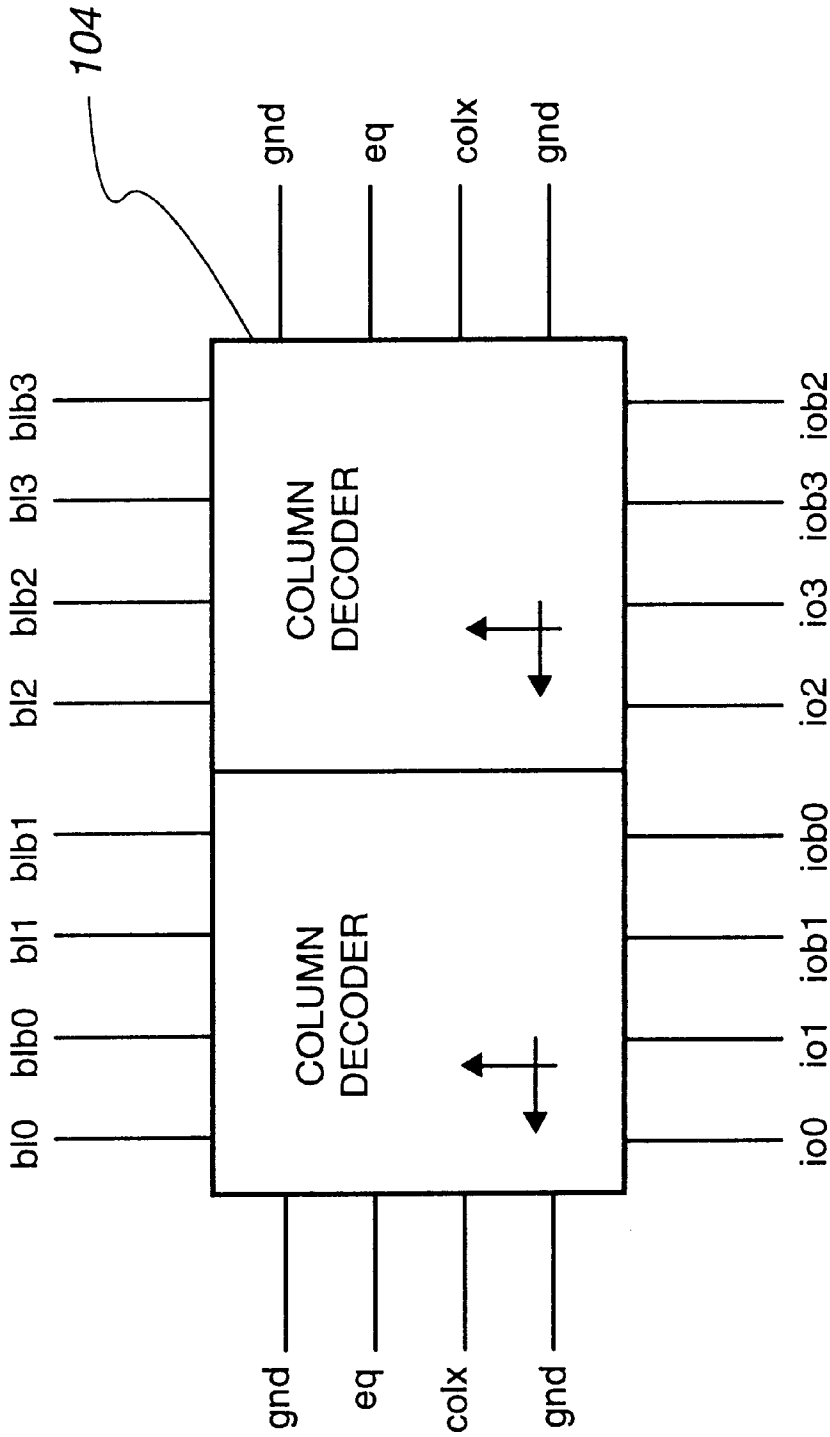 104
bl0 blb0 bl1 blb1 bl2 blb2 bl3 blb3
gnd
eq
colx
gnd
COLUMN
DECODER
COLUMN
DECODER
gnd
eq
colx
gnd
io0 io1 iob1 iob0 io2 io3 iob3 iob2